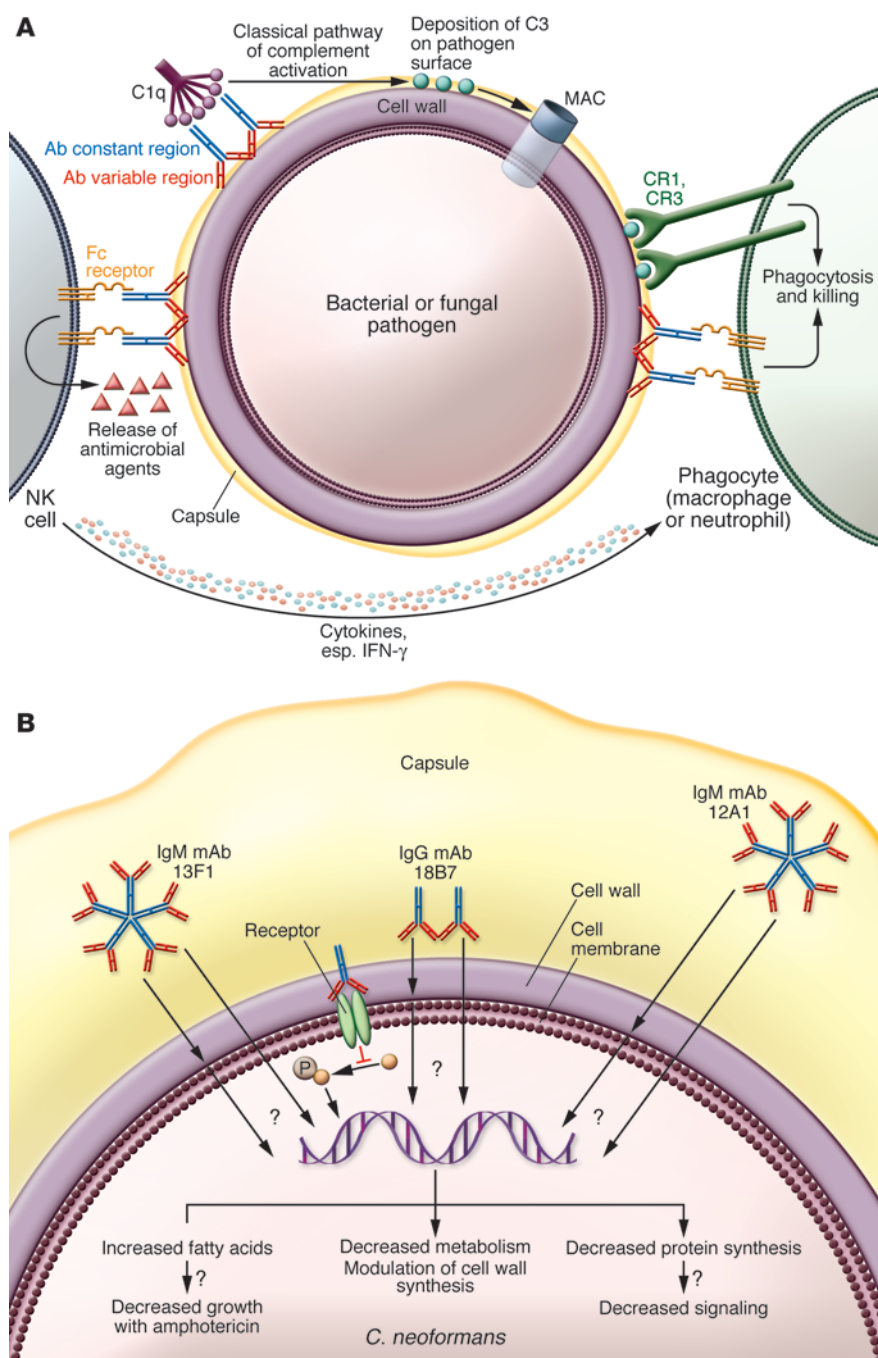 A
Classical pathway
of complement
activation
Deposition of C3
on pathogen
surface
C1q
Cell wall
MAC
Ab constant region
Ab variable region
CR1,
CR3
Fc
receptor
Phagocytosis
and killing
Bacterial or fungal
pathogen
Release of
antimicrobial
agents
NK
cell
Capsule
Phagocyte
(macrophage
or neutrophil)
Cytokines,
esp. IFN-γ
B
Capsule
IgM mAb
12A1
IgM mAb
13F1
IgG mAb
18B7
Cell wall
Receptor
Cell
membrane
P
?
?
?
Increased fatty acids
Decreased metabolism
Modulation of cell wall
synthesis
Decreased protein synthesis
?
?
Decreased growth
with amphotericin
Decreased signaling
C. neoformans